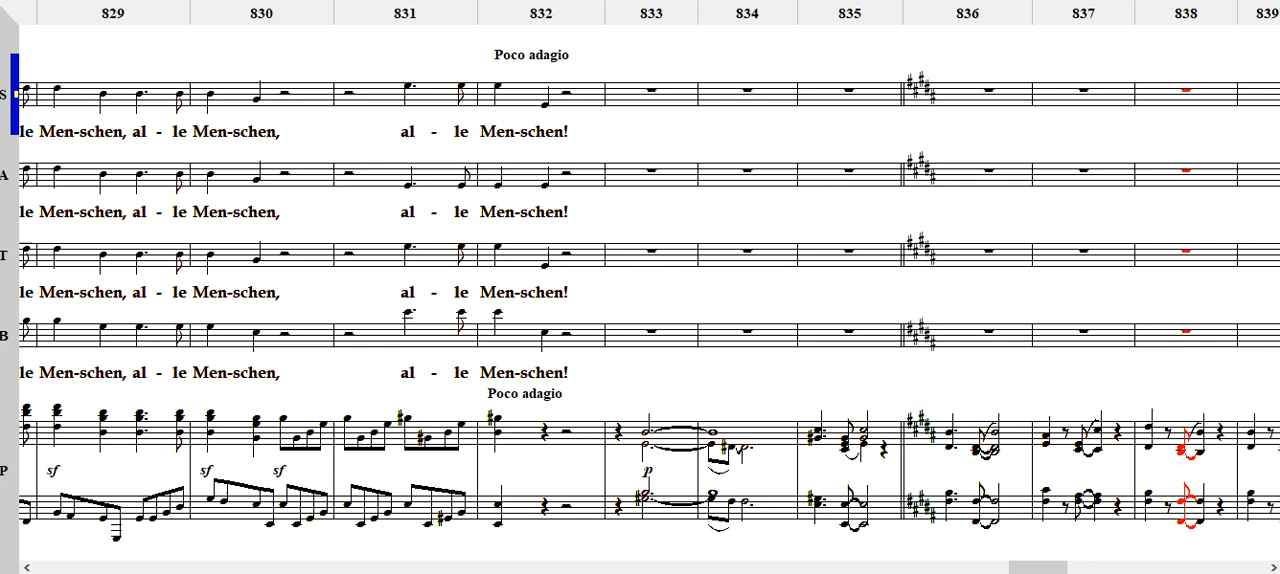 829 830 831 832 833 834 835 836 837 838 839
Poco adagio
S
le Men-schen, al - le Men-schen, al - le Men-schen!
A
le Men-schen, al - le Men-schen, al - le Men-schen!
T
le Men-schen, al - le Men-schen, al - le Men-schen!
B
le Men-schen, al - le Men-schen, al - le Men-schen!
Poco adagio
P
sf sf sf p